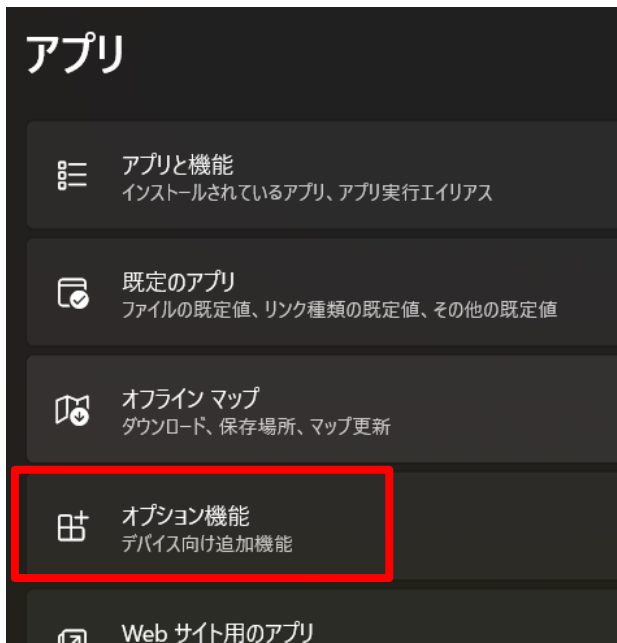 アプリ
アプリと機能
インストールされているアプリ、アプリ実行エイリアス
既定のアプリ
ファイルの既定値、リンク種類の既定値、その他の既定値
オフライン マップ
ダウンロード、保存場所、マップ更新
オプション機能
デバイス向け追加機能
Web サイト用のアプリ